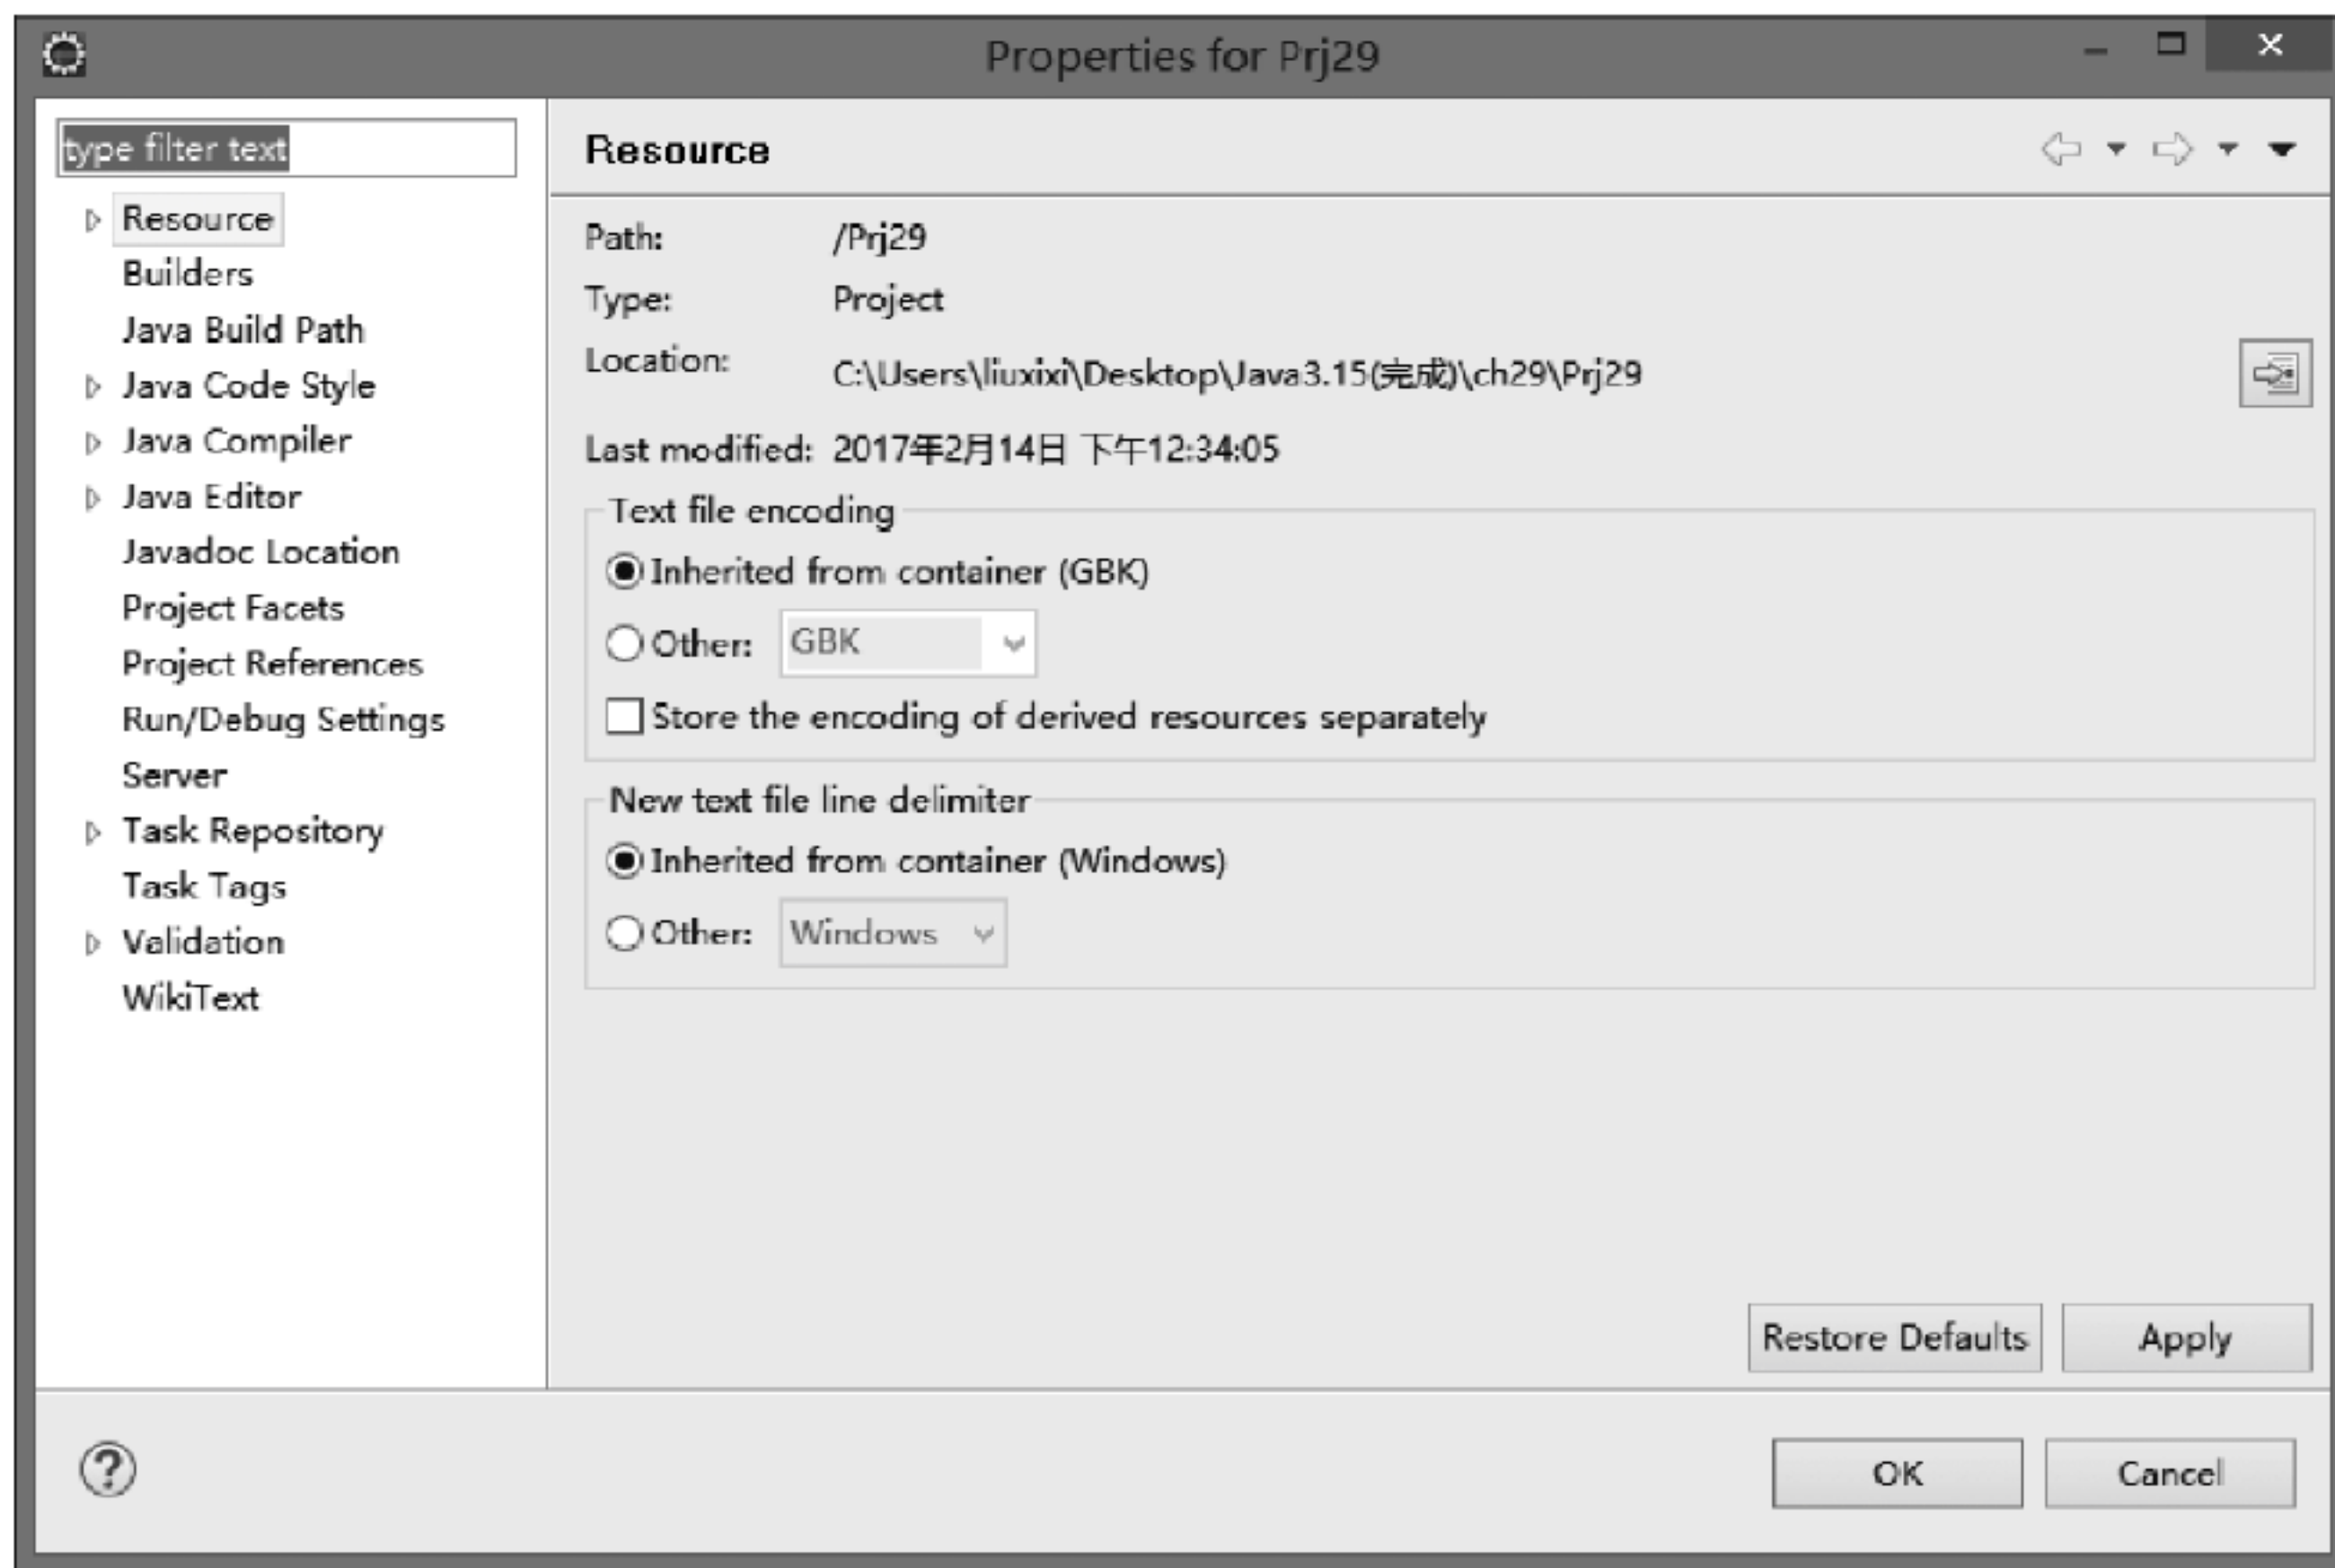 Properties for Prj29
type filter text
Resource
Builders
Java Build Path
Java Code Style
Java Compiler
Java Editor
Javadoc Location
Project Facets
Project References
Run/Debug Settings
Server
Task Repository
Task Tags
Validation
WikiText
Resource
Path: /Prj29
Type: Project
Location: C:\Users\liuxixi\Desktop\Java3.15(完成)\ch29\Prj29
Last modified: 2017年2月14日 下午12:34:05
Text file encoding
Inherited from container (GBK)
Other: GBK
Store the encoding of derived resources separately
New text file line delimiter
Inherited from container (Windows)
Other: Windows
Restore Defaults Apply
OK Cancel